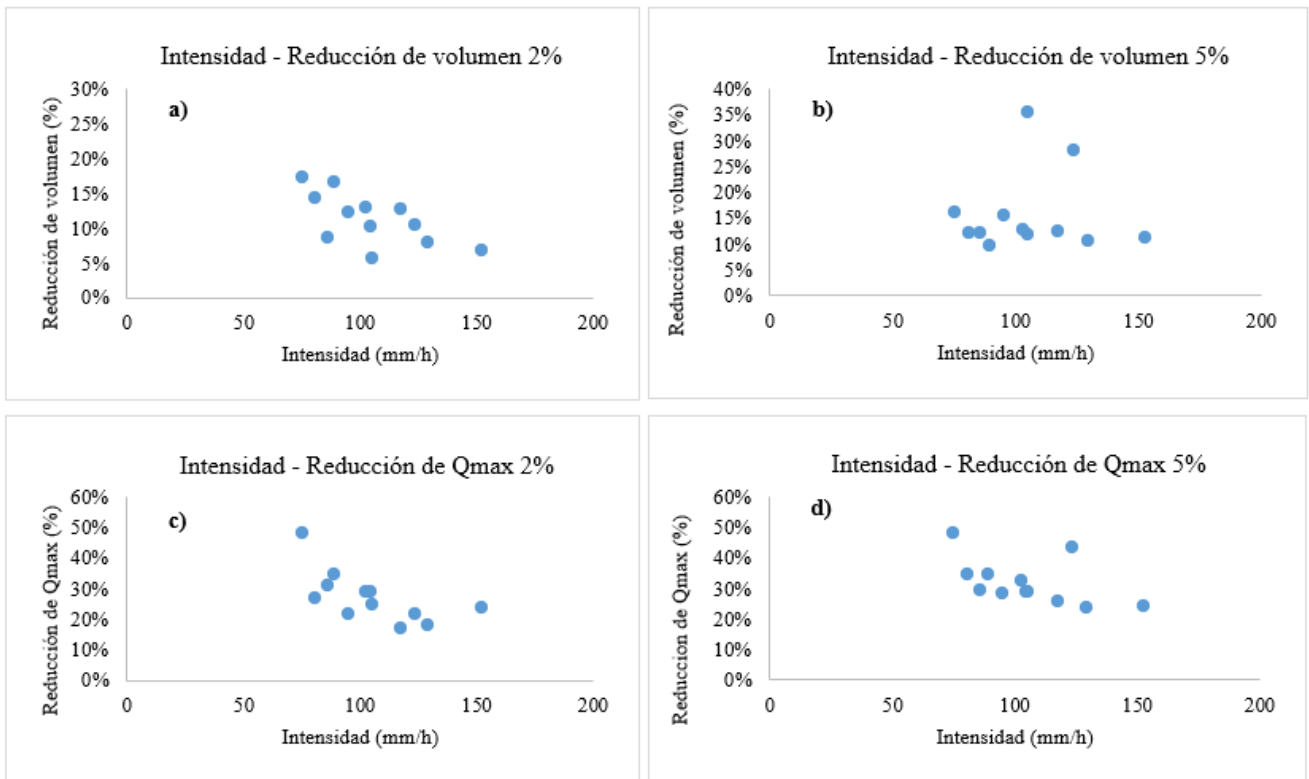 Intensidad - Reducción de volumen 2%
a)
Reducción de volumen (%)
30%
25%
20%
15%
10%
5%
0%
0 50 100 150 200
Intensidad (mm/h)
Intensidad - Reducción de volumen 5%
b)
Reducción de volumen (%)
40%
35%
30%
25%
20%
15%
10%
5%
0%
0 50 100 150 200
Intensidad (mm/h)
Intensidad - Reducción de Qmax 2%
c)
Reducción de Qmax (%)
60%
50%
40%
30%
20%
10%
0%
0 50 100 150 200
Intensidad (mm/h)
Intensidad - Reducción de Qmax 5%
d)
Reduccion de Qmax (%)
60%
50%
40%
30%
20%
10%
0%
0 50 100 150 200
Intensidad (mm/h)